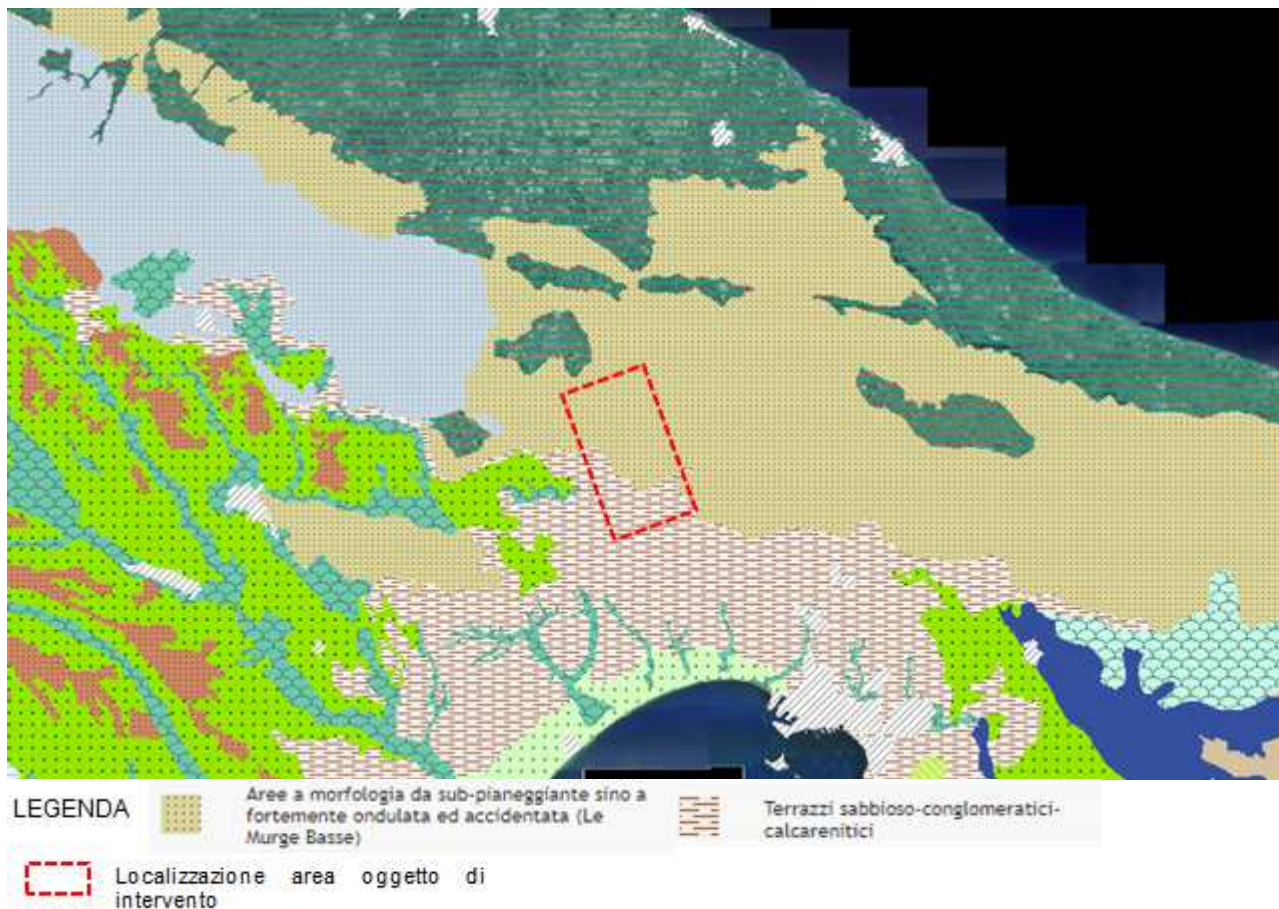 LEGENDA
Aree a morfologia da sub-pianeggiante sino a
fortemente ondulata ed accidentata (Le
Murge Basse)
Terrazzi sabbioso-conglomeratici-
calcarenitici
Localizzazione area oggetto di
intervento